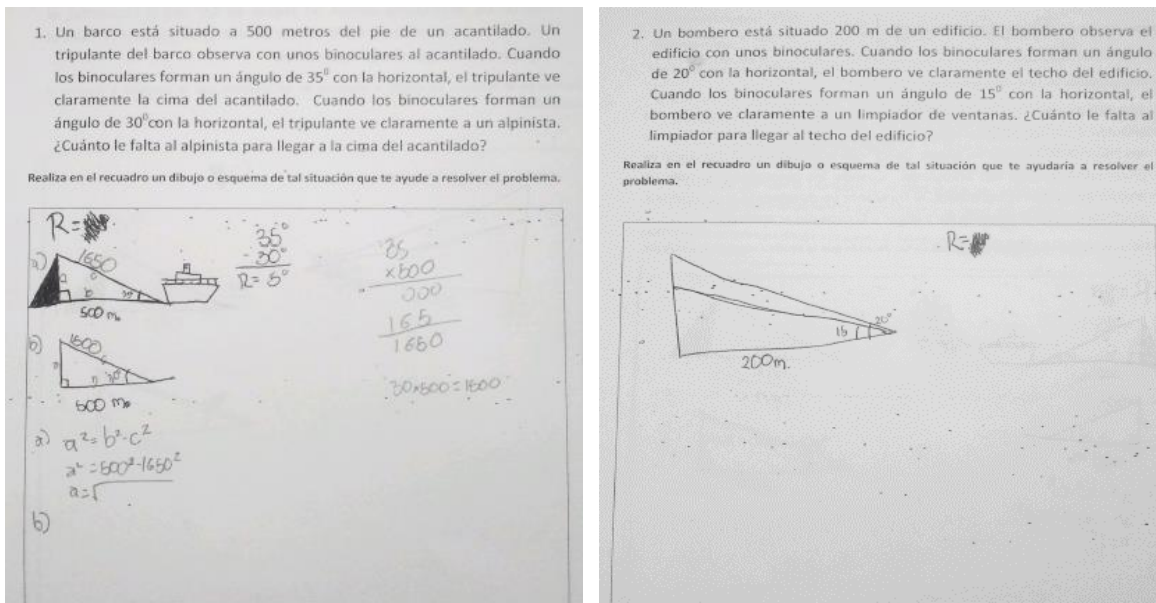 1. Un barco está situado a 500 metros del pie de un acantilado. Un
tripulante del barco observa con unos binoculares al acantilado. Cuando
los binoculares forman un ángulo de 35° con la horizontal, el tripulante ve
claramente la cima del acantilado. Cuando los binoculares forman un
ángulo de 30°con la horizontal, el tripulante ve claramente a un alpinista.
¿Cuánto le falta al alpinista para llegar a la cima del acantilado?
Realiza en el recuadro un dibujo o esquema de tal situación que te ayude a resolver el problema.
R=
a)
1650
a
c
b
35°
500 m.
35°
- 30°
R= 5°
35
x500
000
165
1650
30x500=1500
b)
1500
30°
500 m.
a) a²=b²-c²
a²=500²-1650²
a=√
b)
2. Un bombero está situado 200 m de un edificio. El bombero observa el
edificio con unos binoculares. Cuando los binoculares forman un ángulo
de 20° con la horizontal, el bombero ve claramente el techo del edificio.
Cuando los binoculares forman un ángulo de 15° con la horizontal, el
bombero ve claramente a un limpiador de ventanas. ¿Cuánto le falta al
limpiador para llegar al techo del edificio?
Realiza en el recuadro un dibujo o esquema de tal situación que te ayudaría a resolver el
problema.
R=
15
20°
200m.